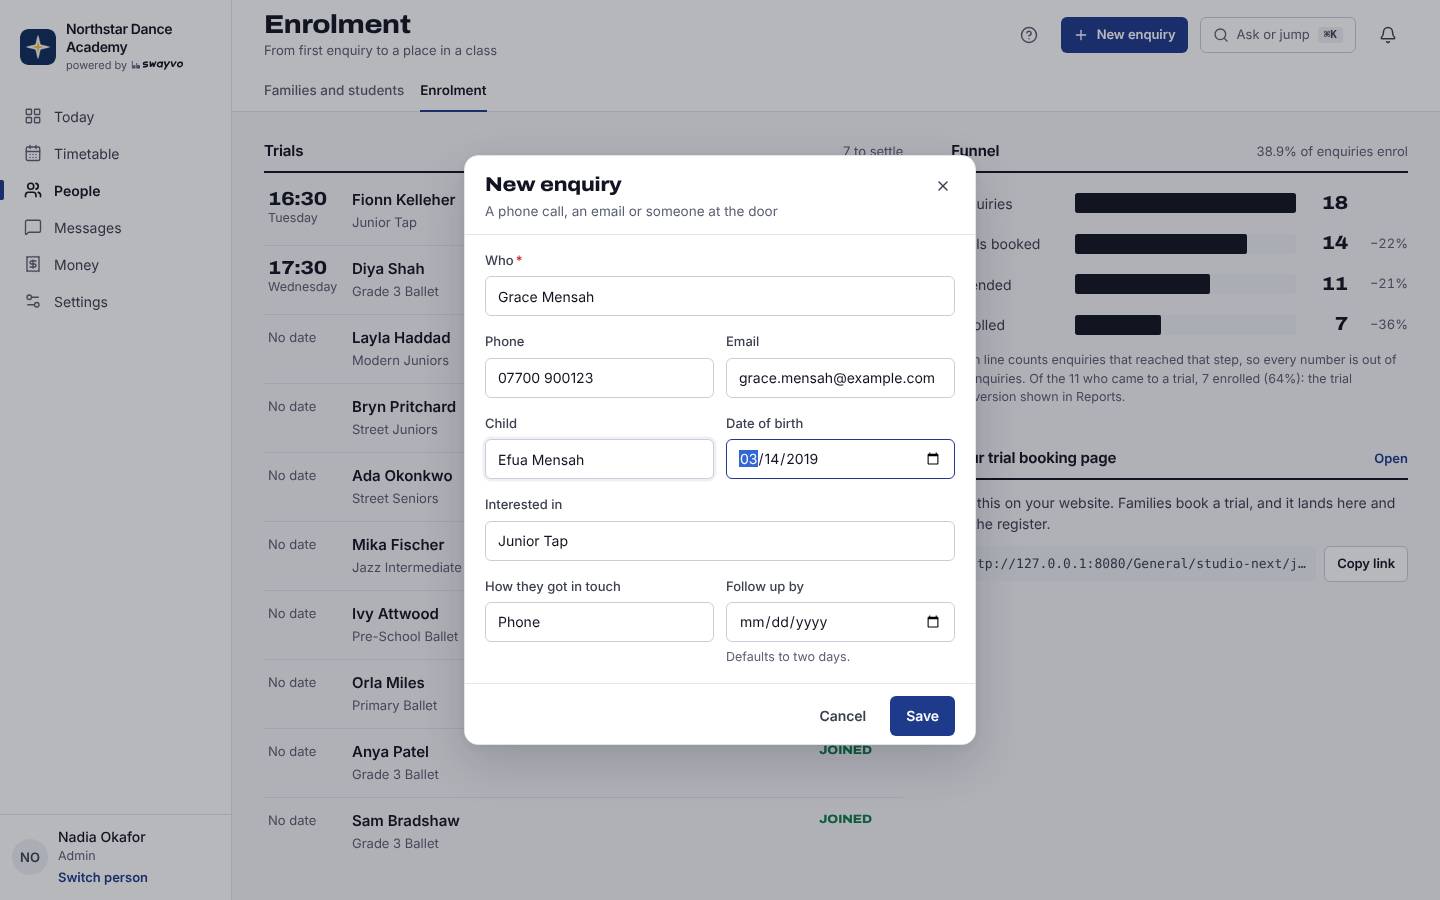 Northstar Dance
Academy
powered by swayvo
Today
Timetable
People
Messages
Money
Settings
Nadia Okafor
NO
Admin
Switch person
Enrolment
From first enquiry to a place in a class
New enquiry
Ask or jump ⌘K
Families and students
Enrolment
Trials
7 to settle
16:30
Tuesday
Fionn Kelleher
Junior Tap
17:30
Wednesday
Diya Shah
Grade 3 Ballet
No date
Layla Haddad
Modern Juniors
No date
Bryn Pritchard
Street Juniors
No date
Ada Okonkwo
Street Seniors
No date
Mika Fischer
Jazz Intermediate
No date
Ivy Attwood
Pre-School Ballet
No date
Orla Miles
Primary Ballet
No date
Anya Patel
Grade 3 Ballet
JOINED
No date
Sam Bradshaw
Grade 3 Ballet
JOINED
New enquiry
A phone call, an email or someone at the door
Who*
Grace Mensah
Phone
07700 900123
Email
grace.mensah@example.com
Child
Efua Mensah
Date of birth
03/14/2019
Interested in
Junior Tap
How they got in touch
Phone
Follow up by
mm/dd/yyyy
Defaults to two days.
Cancel
Save
Funnel
38.9% of enquiries enrol
uiries
18
ls booked
14
−22%
ended
11
−21%
olled
7
−36%
line counts enquiries that reached that step, so every number is out of
nquiries. Of the 11 who came to a trial, 7 enrolled (64%): the trial
version shown in Reports.
r trial booking page
Open
this on your website. Families book a trial, and it lands here and
he register.
tp://127.0.0.1:8080/General/studio-next/j…
Copy link